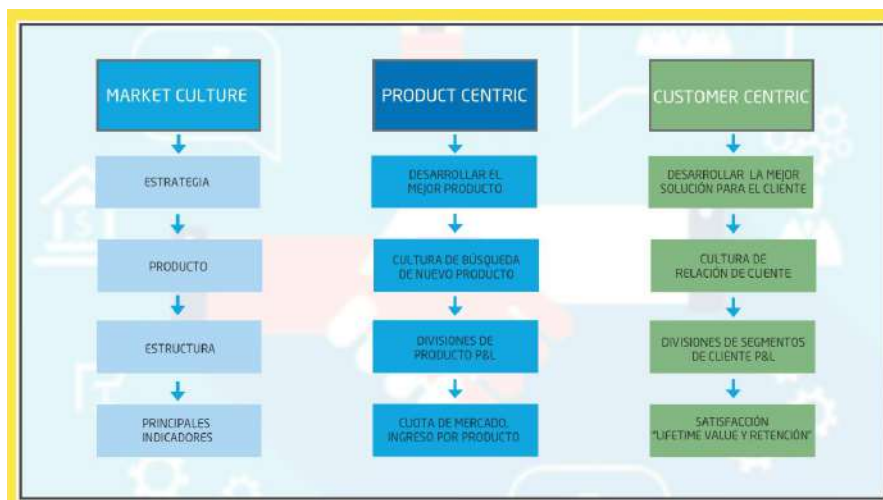 MARKET CULTURE
ESTRATEGIA
PRODUCTO
ESTRUCTURA
PRINCIPALES
INDICADORES
PRODUCT CENTRIC
DESARROLLAR EL
MEJOR PRODUCTO
CULTURA DE BÚSQUEDA
DE NUEVO PRODUCTO
DIVISIONES DE
PRODUCTO P&L
CUOTA DE MERCADO,
INGRESO POR PRODUCTO
CUSTOMER CENTRIC
DESARROLLAR LA MEJOR
SOLUCIÓN PARA EL CLIENTE
CULTURA DE
RELACIÓN DE CLIENTE
DIVISIONES DE SEGMENTOS
DE CLIENTE P&L
SATISFACCIÓN
"LIFETIME VALUE Y RETENCIÓN"